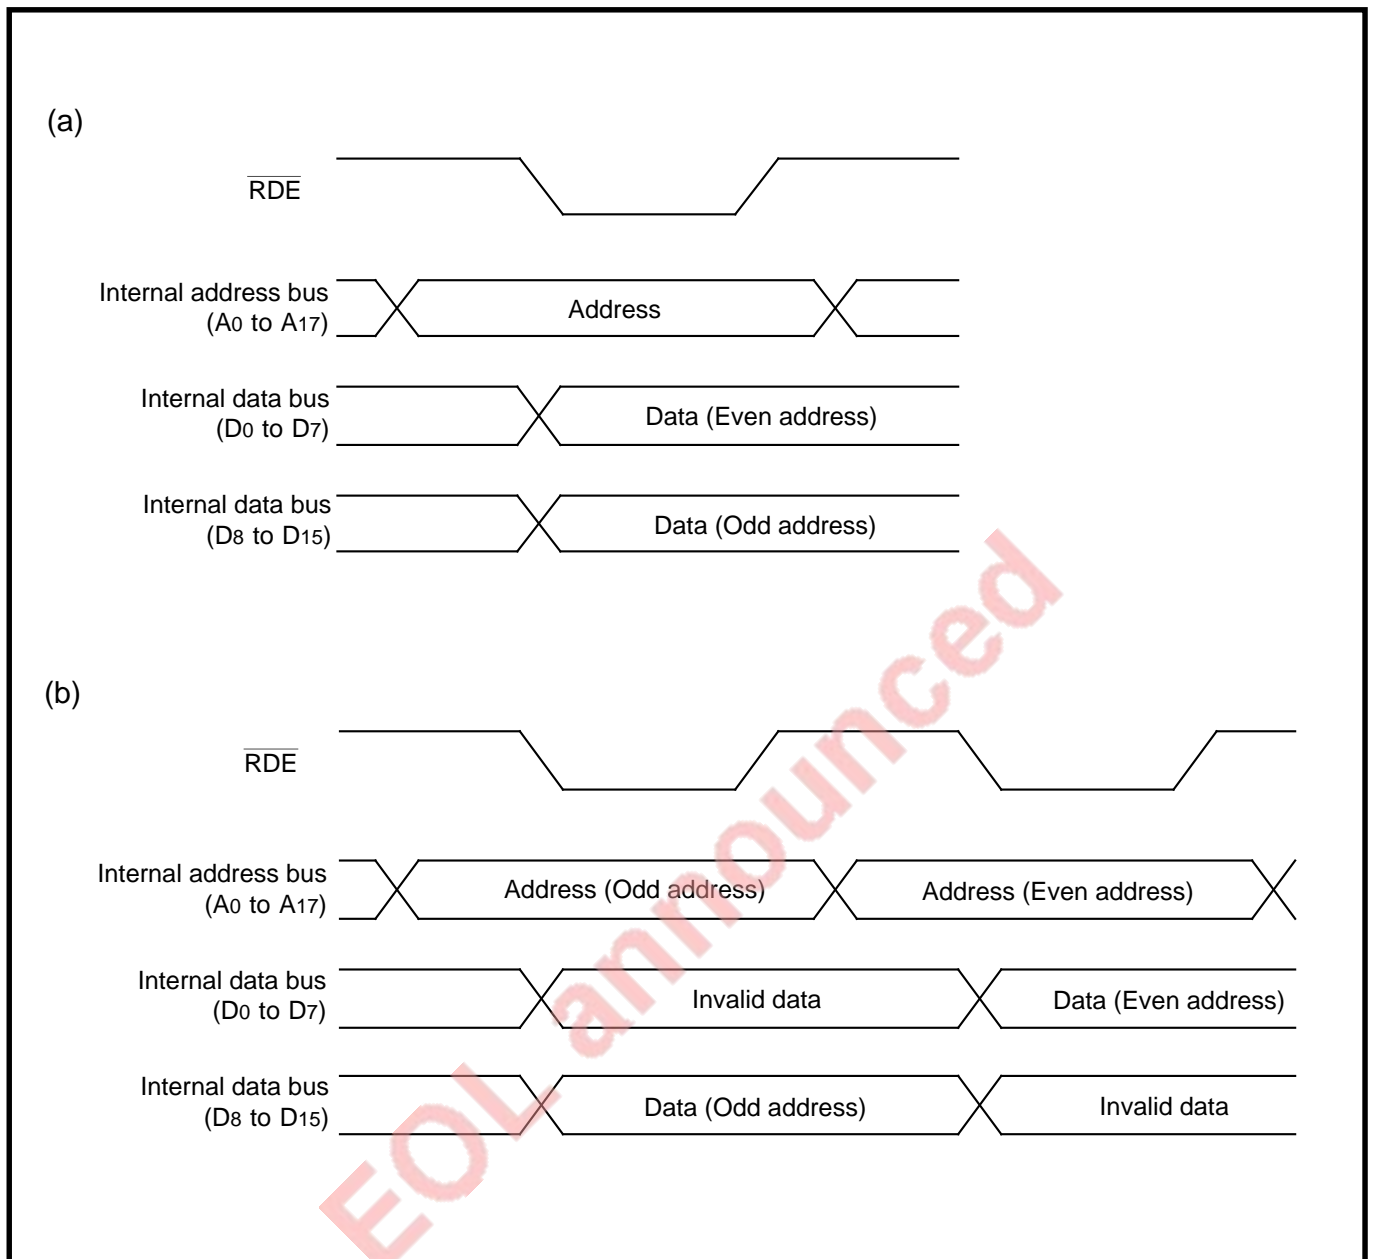 (a)
RDE
Internal address bus
(A0 to A17)
Address
Internal data bus
(D0 to D7)
Data (Even address)
Internal data bus
(D8 to D15)
Data (Odd address)
(b)
RDE
Internal address bus
(A0 to A17)
Address (Odd address)
Address (Even address)
Internal data bus
(D0 to D7)
Invalid data
Data (Even address)
Internal data bus
(D8 to D15)
Data (Odd address)
Invalid data
EOL announced